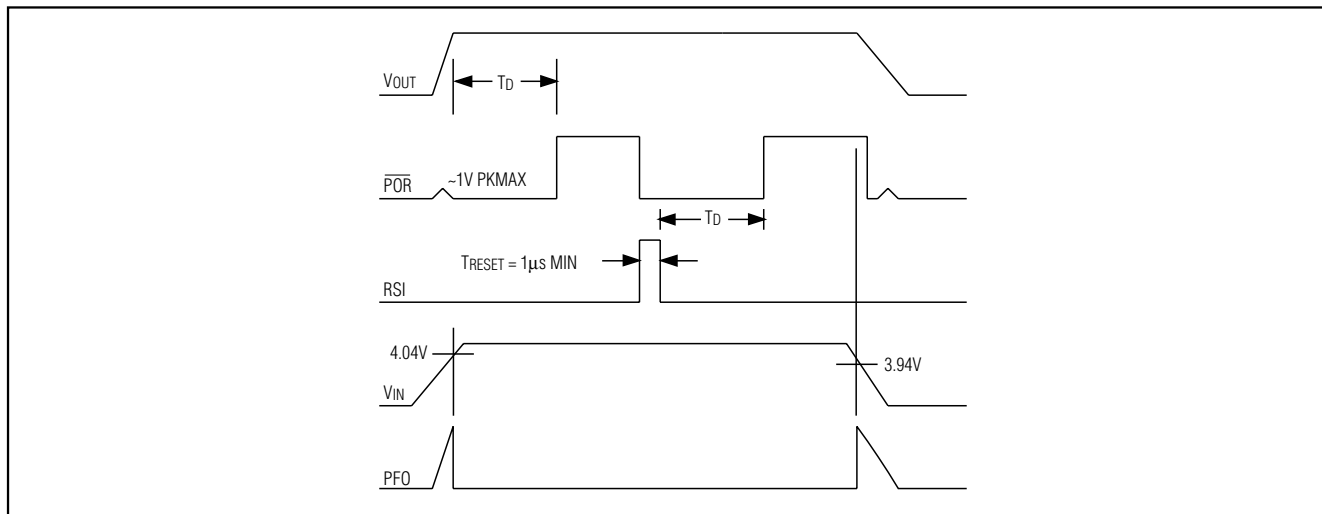 VOUT
TD
POR
~1V PKMAX
TD
TRESET = 1μs MIN
RSI
4.04V
3.94V
VIN
PFO